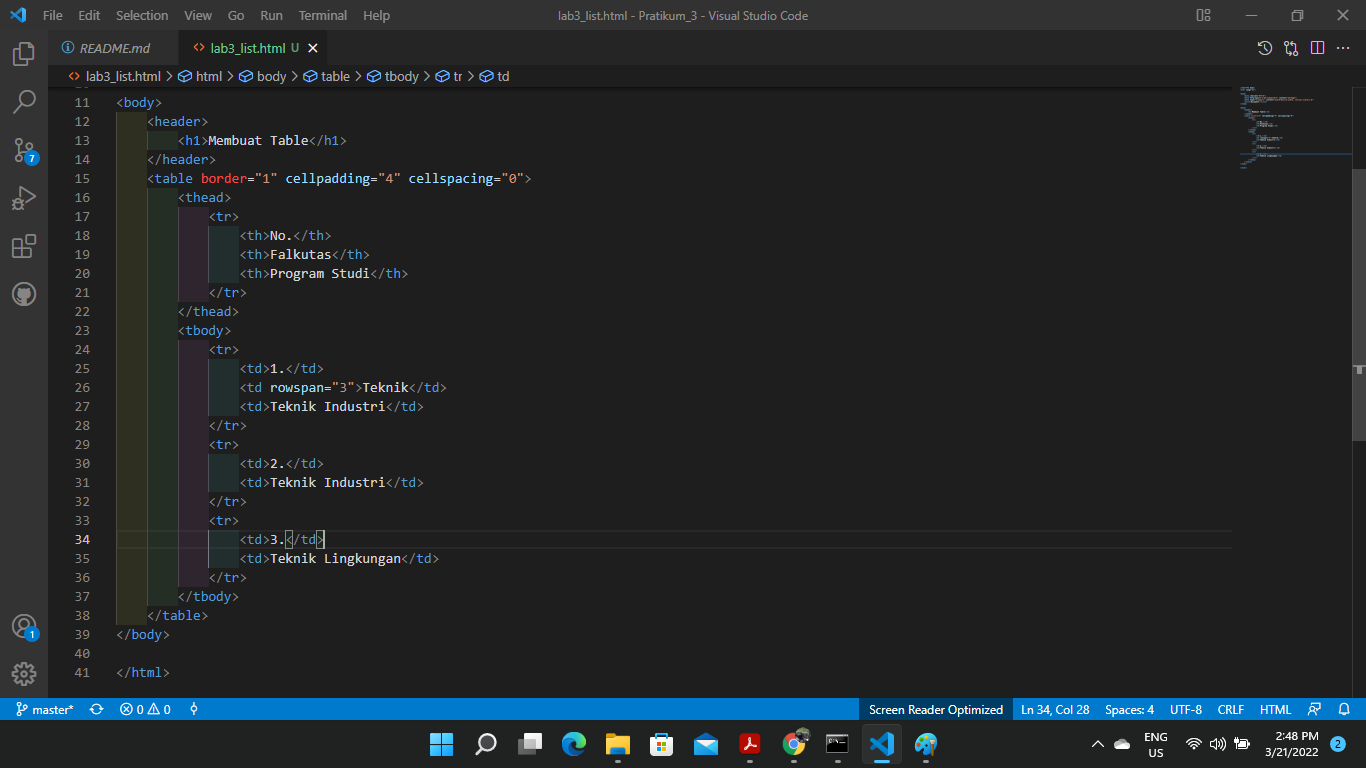 File Edit Selection View Go Run Terminal Help lab3_list.html - Pratikum_3 - Visual Studio Code
README.md <> lab3_list.html U
<> lab3_list.html > html > body > table > tbody > tr > td
11 <body>
12 <header>
13 <h1>Membuat Table</h1>
14 </header>
15 <table border="1" cellpadding="4" cellspacing="0">
16 <thead>
17 <tr>
18 <th>No.</th>
19 <th>Falkutas</th>
20 <th>Program Studi</th>
21 </tr>
22 </thead>
23 <tbody>
24 <tr>
25 <td>1.</td>
26 <td rowspan="3">Teknik</td>
27 <td>Teknik Industri</td>
28 </tr>
29 <tr>
30 <td>2.</td>
31 <td>Teknik Industri</td>
32 </tr>
33 <tr>
34 <td>3.</td>
35 <td>Teknik Lingkungan</td>
36 </tr>
37 </tbody>
38 </table>
39 </body>
40
41 </html>
7
1
master* 0 0 Screen Reader Optimized Ln 34, Col 28 Spaces: 4 UTF-8 CRLF HTML
ENG US 2:48 PM 3/21/2022 2